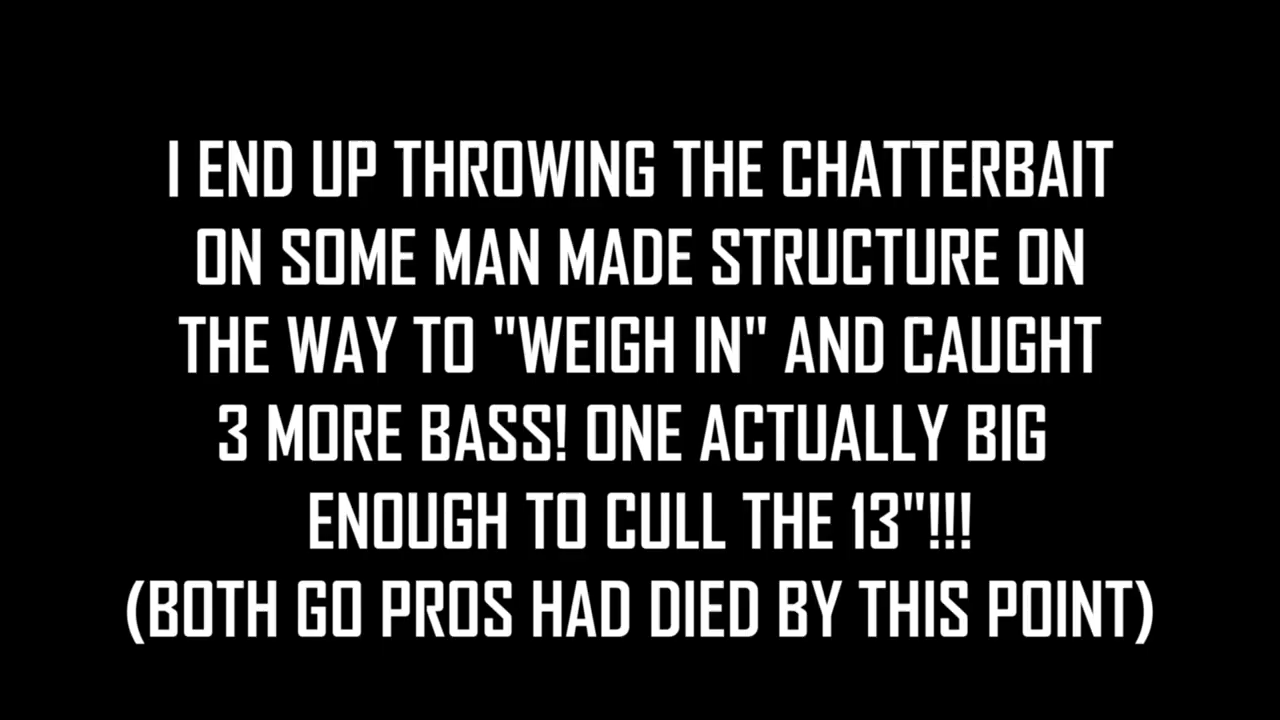 I END UP THROWING THE CHATTERBAIT
ON SOME MAN MADE STRUCTURE ON
THE WAY TO "WEIGH IN" AND CAUGHT
3 MORE BASS! ONE ACTUALLY BIG
ENOUGH TO CULL THE 13"!!!
(BOTH GO PROS HAD DIED BY THIS POINT)